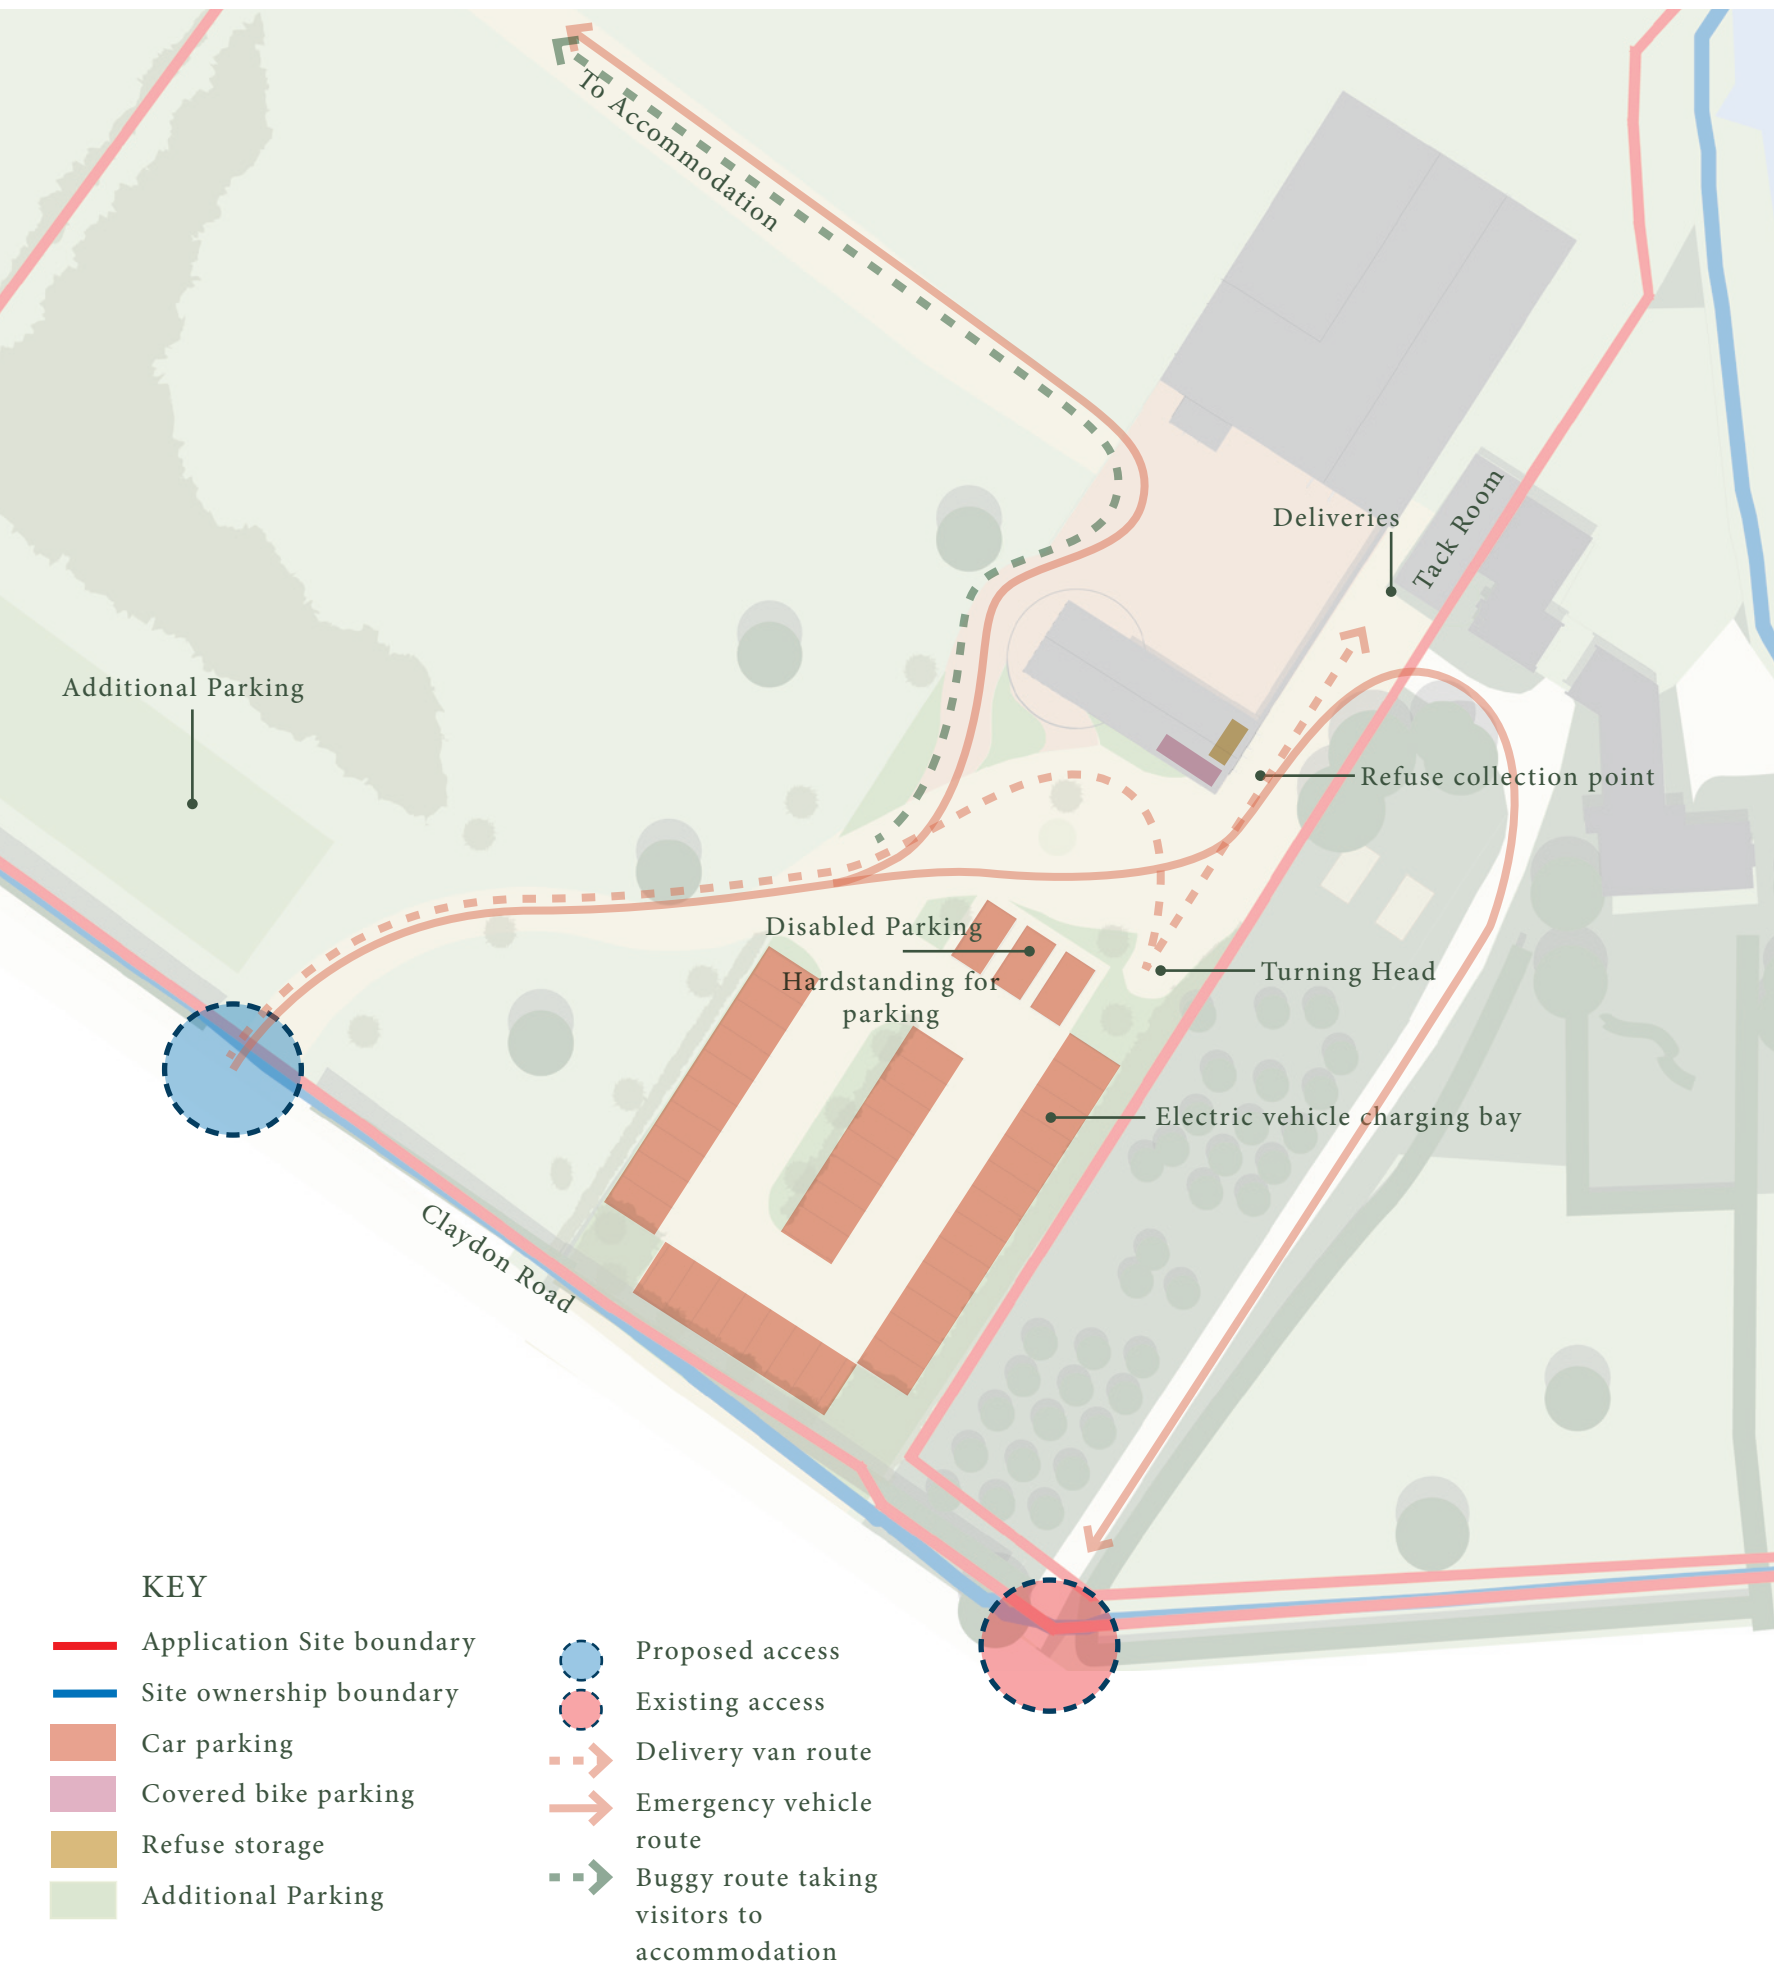 To Accommodation
Deliveries
Tack Room
Additional Parking
Refuse collection point
Disabled Parking
Hardstanding for
parking
Turning Head
Electric vehicle charging bay
Claydon Road
KEY
Application Site boundary
Site ownership boundary
Car parking
Covered bike parking
Refuse storage
Additional Parking
Proposed access
Existing access
Delivery van route
Emergency vehicle
route
Buggy route taking
visitors to
accommodation